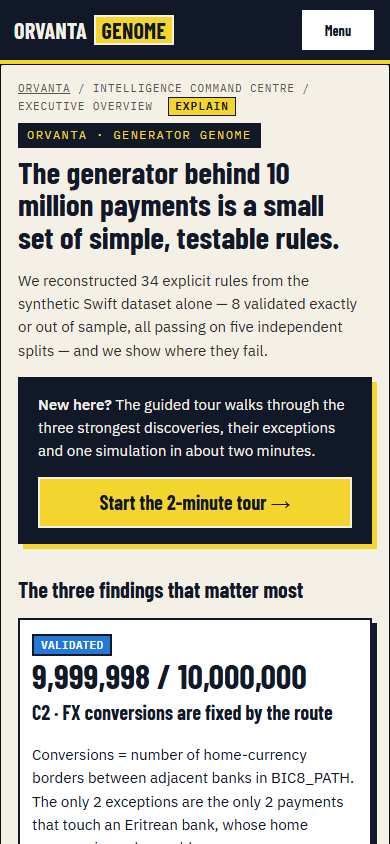 ORVANTA GENOME
Menu
ORVANTA / INTELLIGENCE COMMAND CENTRE /
EXECUTIVE OVERVIEW EXPLAIN
ORVANTA · GENERATOR GENOME
The generator behind 10
million payments is a small
set of simple, testable rules.
We reconstructed 34 explicit rules from the
synthetic Swift dataset alone — 8 validated exactly
or out of sample, all passing on five independent
splits — and we show where they fail.
New here? The guided tour walks through the
three strongest discoveries, their exceptions
and one simulation in about two minutes.
Start the 2-minute tour →
The three findings that matter most
VALIDATED
9,999,998 / 10,000,000
C2 · FX conversions are fixed by the route
Conversions = number of home-currency
borders between adjacent banks in BIC8_PATH.
The only 2 exceptions are the only 2 payments
that touch an Eritrean bank, whose home